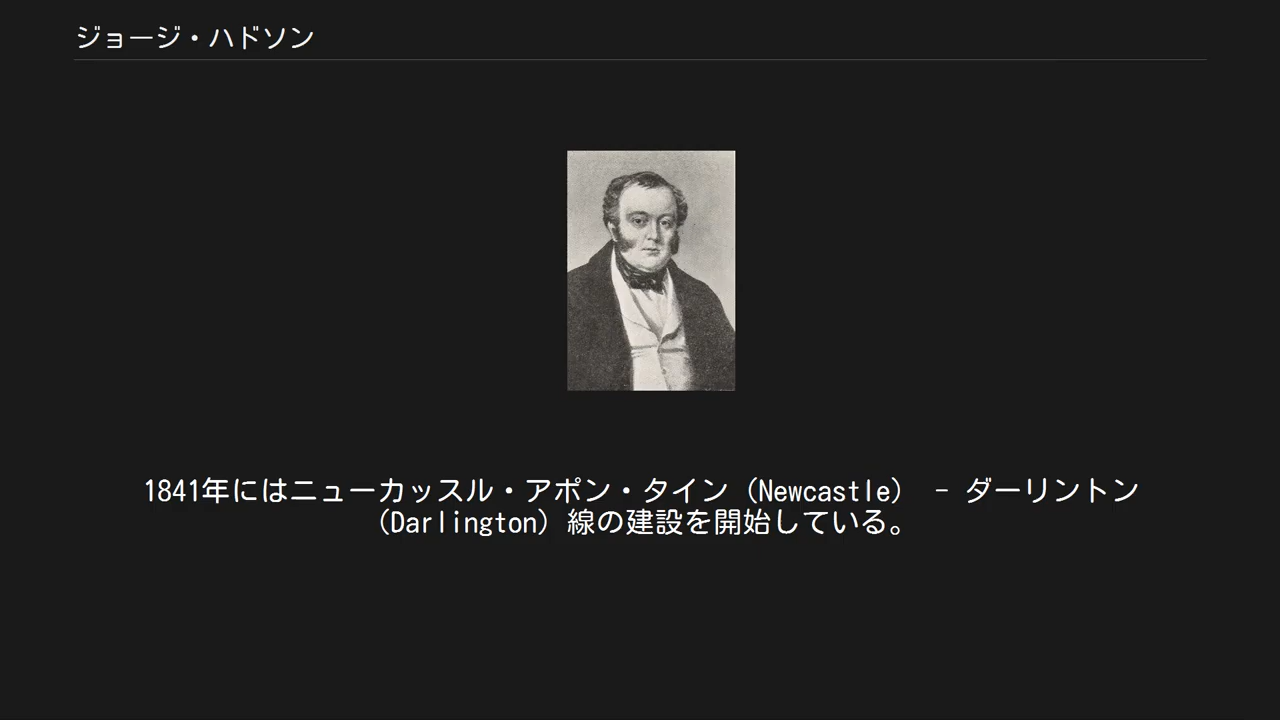 ジョージ・ハドソン
1841年にはニューカッスル・アポン・タイン（Newcastle） - ダーリントン
（Darlington）線の建設を開始している。